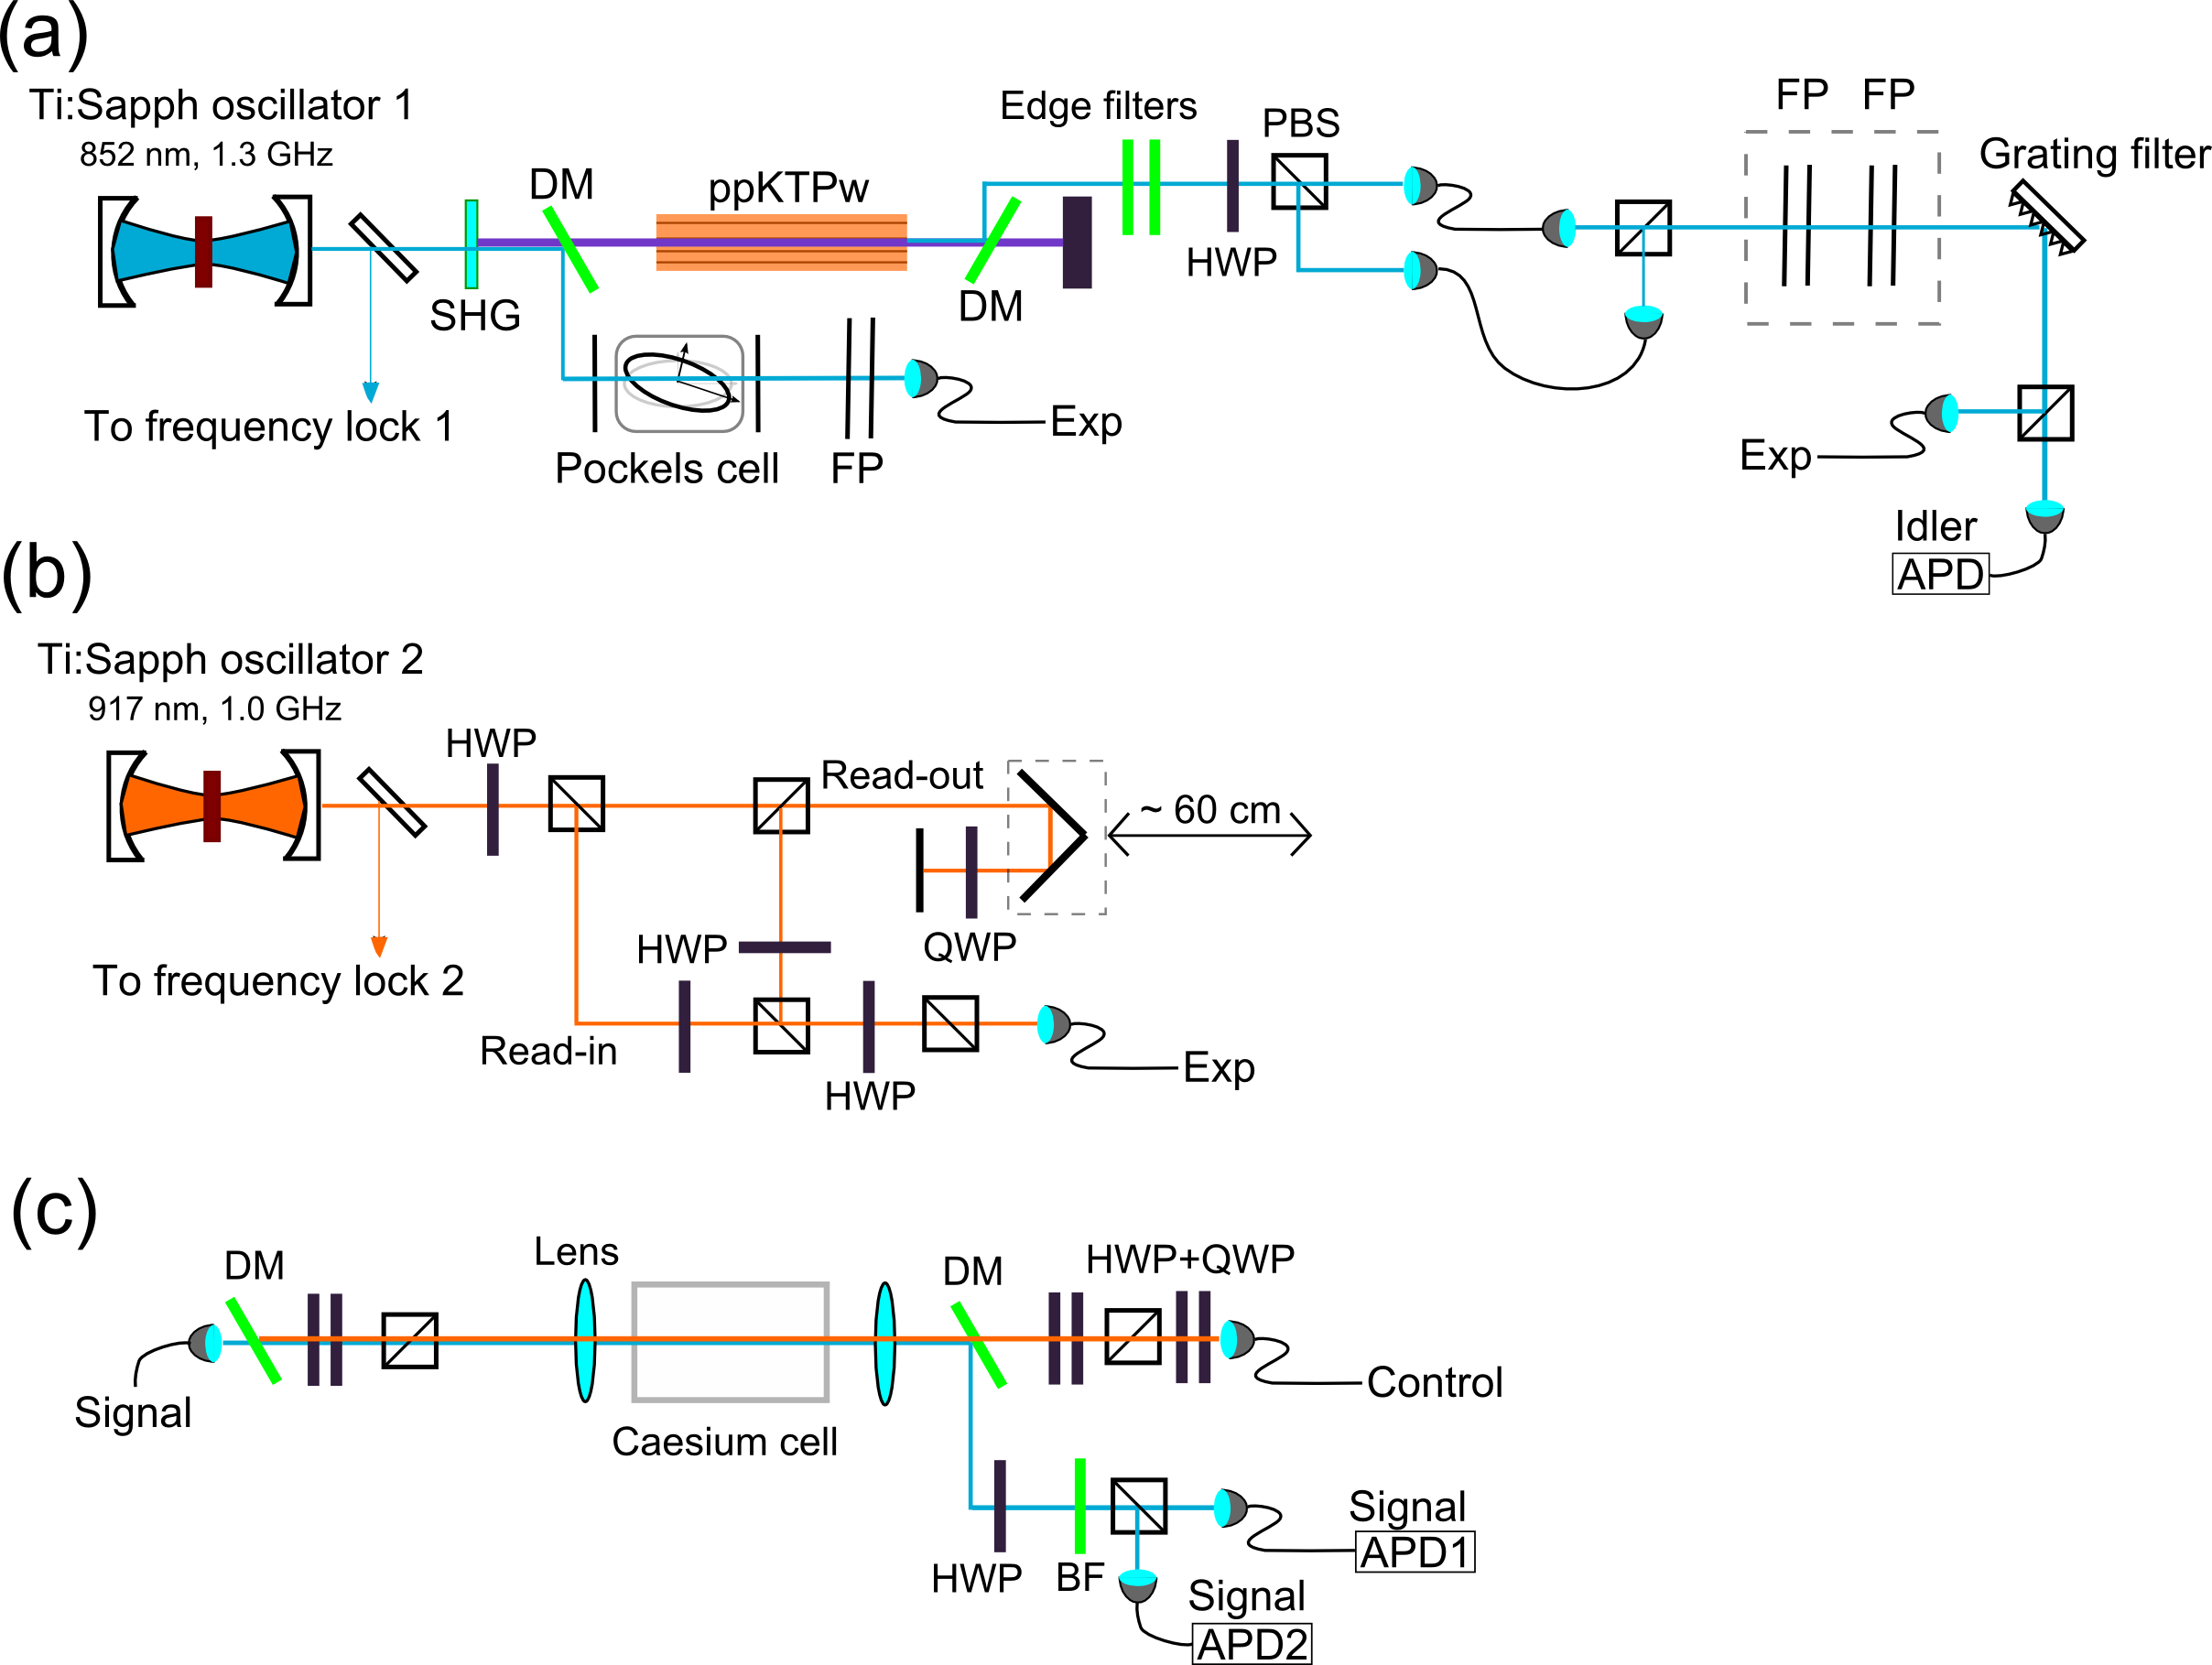 (a)
Ti:Sapph oscillator 1
852 nm, 1.3 GHz
To frequency lock 1
SHG
DM
ppKTPw
DM
Pockels cell
FP
Exp
Edge filters
HWP
PBS
FP
FP
Grating filter
Exp
Idler
APD
(b)
Ti:Sapph oscillator 2
917 nm, 1.0 GHz
To frequency lock 2
HWP
Read-out
~ 60 cm
QWP
HWP
Read-in
HWP
Exp
(c)
DM
Signal
Lens
Caesium cell
DM
HWP+QWP
Control
HWP
BF
Signal
APD1
Signal
APD2